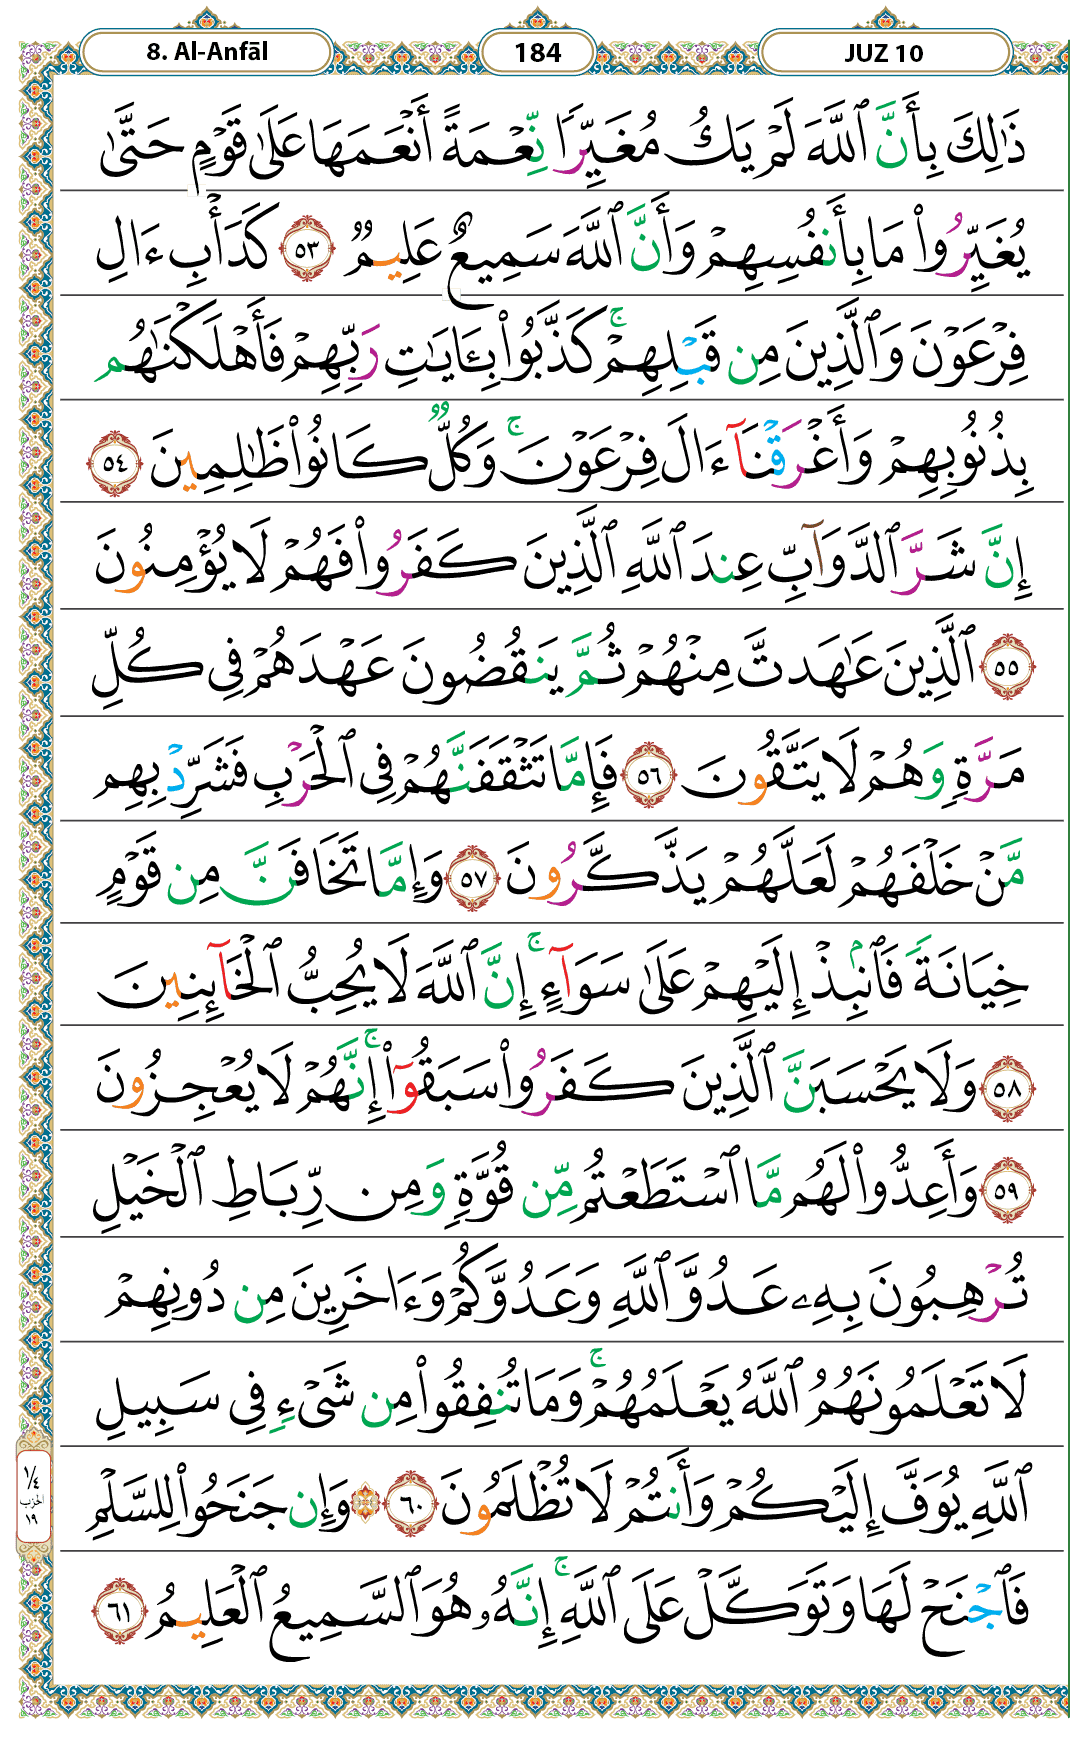 8. Al-Anfāl
184
JUZ 10
ذَٰلِكَ بِأَنَّ ٱللَّهَ لَمْ يَكُ مُغَيِّرًا نِّعْمَةً أَنْعَمَهَا عَلَىٰ قَوْمٍ حَتَّىٰ
يُغَيِّرُوا۟ مَا بِأَنفُسِهِمْ وَأَنَّ ٱللَّهَ سَمِيعٌ عَلِيمٌ ٥٣ كَدَأْبِ ءَالِ
فِرْعَوْنَ وَٱلَّذِينَ مِن قَبْلِهِمْ ۚ كَذَّبُوا۟ بِـَٔايَـٰتِ رَبِّهِمْ فَأَهْلَكْنَـٰهُم
بِذُنُوبِهِمْ وَأَغْرَقْنَآ ءَالَ فِرْعَوْنَ ۚ وَكُلٌّ كَانُوا۟ ظَـٰلِمِينَ ٥٤
إِنَّ شَرَّ ٱلدَّوَآبِّ عِندَ ٱللَّهِ ٱلَّذِينَ كَفَرُوا۟ فَهُمْ لَا يُؤْمِنُونَ
٥٥ ٱلَّذِينَ عَـٰهَدتَّ مِنْهُمْ ثُمَّ يَنقُضُونَ عَهْدَهُمْ فِى كُلِّ
مَرَّةٍ وَهُمْ لَا يَتَّقُونَ ٥٦ فَإِمَّا تَثْقَفَنَّهُمْ فِى ٱلْحَرْبِ فَشَرِّدْ بِهِم
مَّنْ خَلْفَهُمْ لَعَلَّهُمْ يَذَّكَّرُونَ ٥٧ وَإِمَّا تَخَافَنَّ مِن قَوْمٍ
خِيَانَةً فَٱنۢبِذْ إِلَيْهِمْ عَلَىٰ سَوَآءٍ ۚ إِنَّ ٱللَّهَ لَا يُحِبُّ ٱلْخَآئِنِينَ
٥٨ وَلَا يَحْسَبَنَّ ٱلَّذِينَ كَفَرُوا۟ سَبَقُوٓا۟ ۚ إِنَّهُمْ لَا يُعْجِزُونَ
٥٩ وَأَعِدُّوا۟ لَهُم مَّا ٱسْتَطَعْتُم مِّن قُوَّةٍ وَمِن رِّبَاطِ ٱلْخَيْلِ
تُرْهِبُونَ بِهِۦ عَدُوَّ ٱللَّهِ وَعَدُوَّكُمْ وَءَاخَرِينَ مِن دُونِهِمْ
لَا تَعْلَمُونَهُمُ ٱللَّهُ يَعْلَمُهُمْ ۚ وَمَا تُنفِقُوا۟ مِن شَىْءٍ فِى سَبِيلِ
ٱللَّهِ يُوَفَّ إِلَيْكُمْ وَأَنتُمْ لَا تُظْلَمُونَ ٦٠ ۞ وَإِن جَنَحُوا۟ لِلسَّلْمِ
فَٱجْنَحْ لَهَا وَتَوَكَّلْ عَلَى ٱللَّهِ ۚ إِنَّهُۥ هُوَ ٱلسَّمِيعُ ٱلْعَلِيمُ ٦١
١/٤
الحزب
١٩